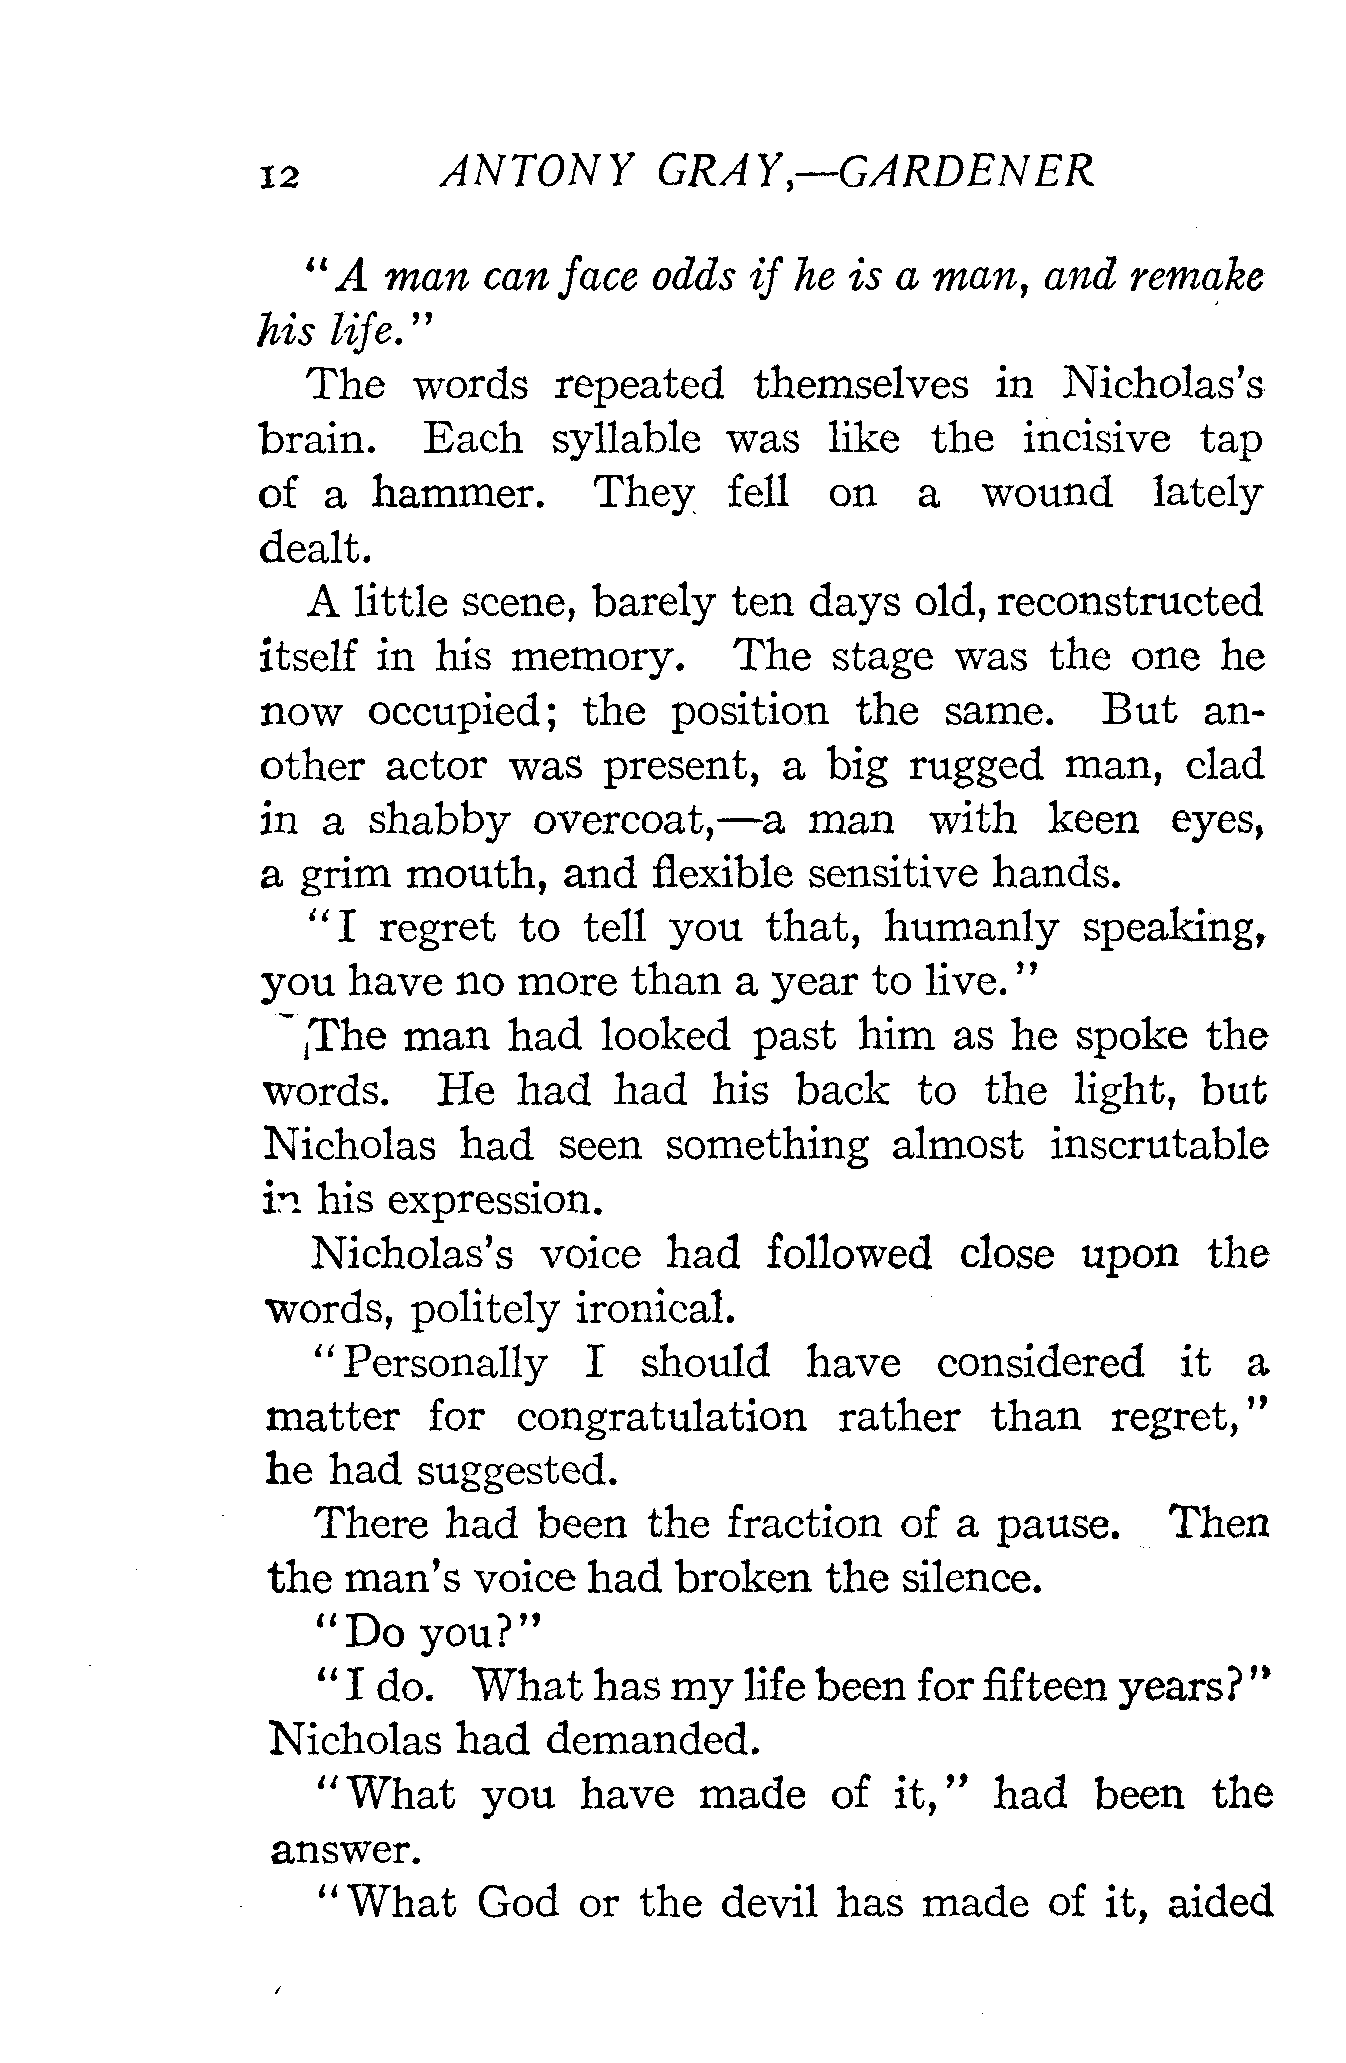 12 ANTONY GRAY,—GARDENER
"A man can face odds if he is a man, and remake
his life."
The words repeated themselves in Nicholas's
brain. Each syllable was like the incisive tap
of a hammer. They fell on a wound lately
dealt.
A little scene, barely ten days old, reconstructed
itself in his memory. The stage was the one he
now occupied; the position the same. But an-
other actor was present, a big rugged man, clad
in a shabby overcoat,—a man with keen eyes,
a grim mouth, and flexible sensitive hands.
"I regret to tell you that, humanly speaking,
you have no more than a year to live."
The man had looked past him as he spoke the
words. He had had his back to the light, but
Nicholas had seen something almost inscrutable
in his expression.
Nicholas's voice had followed close upon the
words, politely ironical.
"Personally I should have considered it a
matter for congratulation rather than regret,"
he had suggested.
There had been the fraction of a pause. Then
the man's voice had broken the silence.
"Do you?"
"I do. What has my life been for fifteen years?"
Nicholas had demanded.
"What you have made of it," had been the
answer.
"What God or the devil has made of it, aided